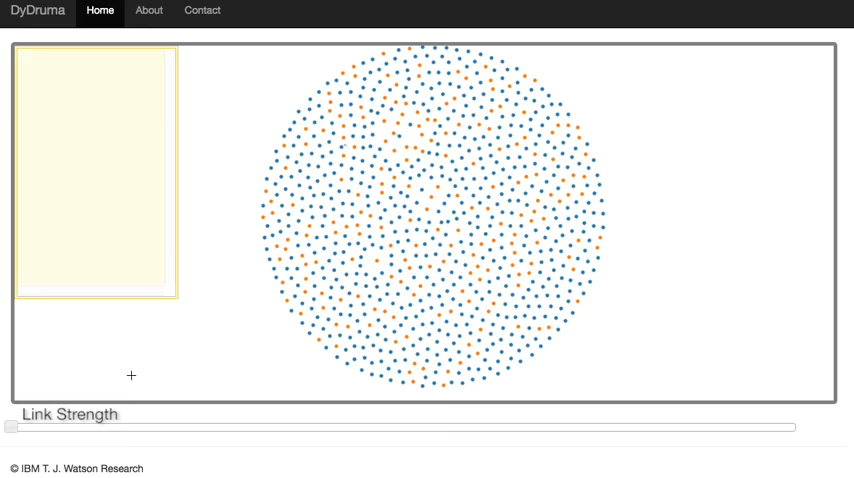 DyDruma Home About Contact
Link Strength
© IBM T. J. Watson Research